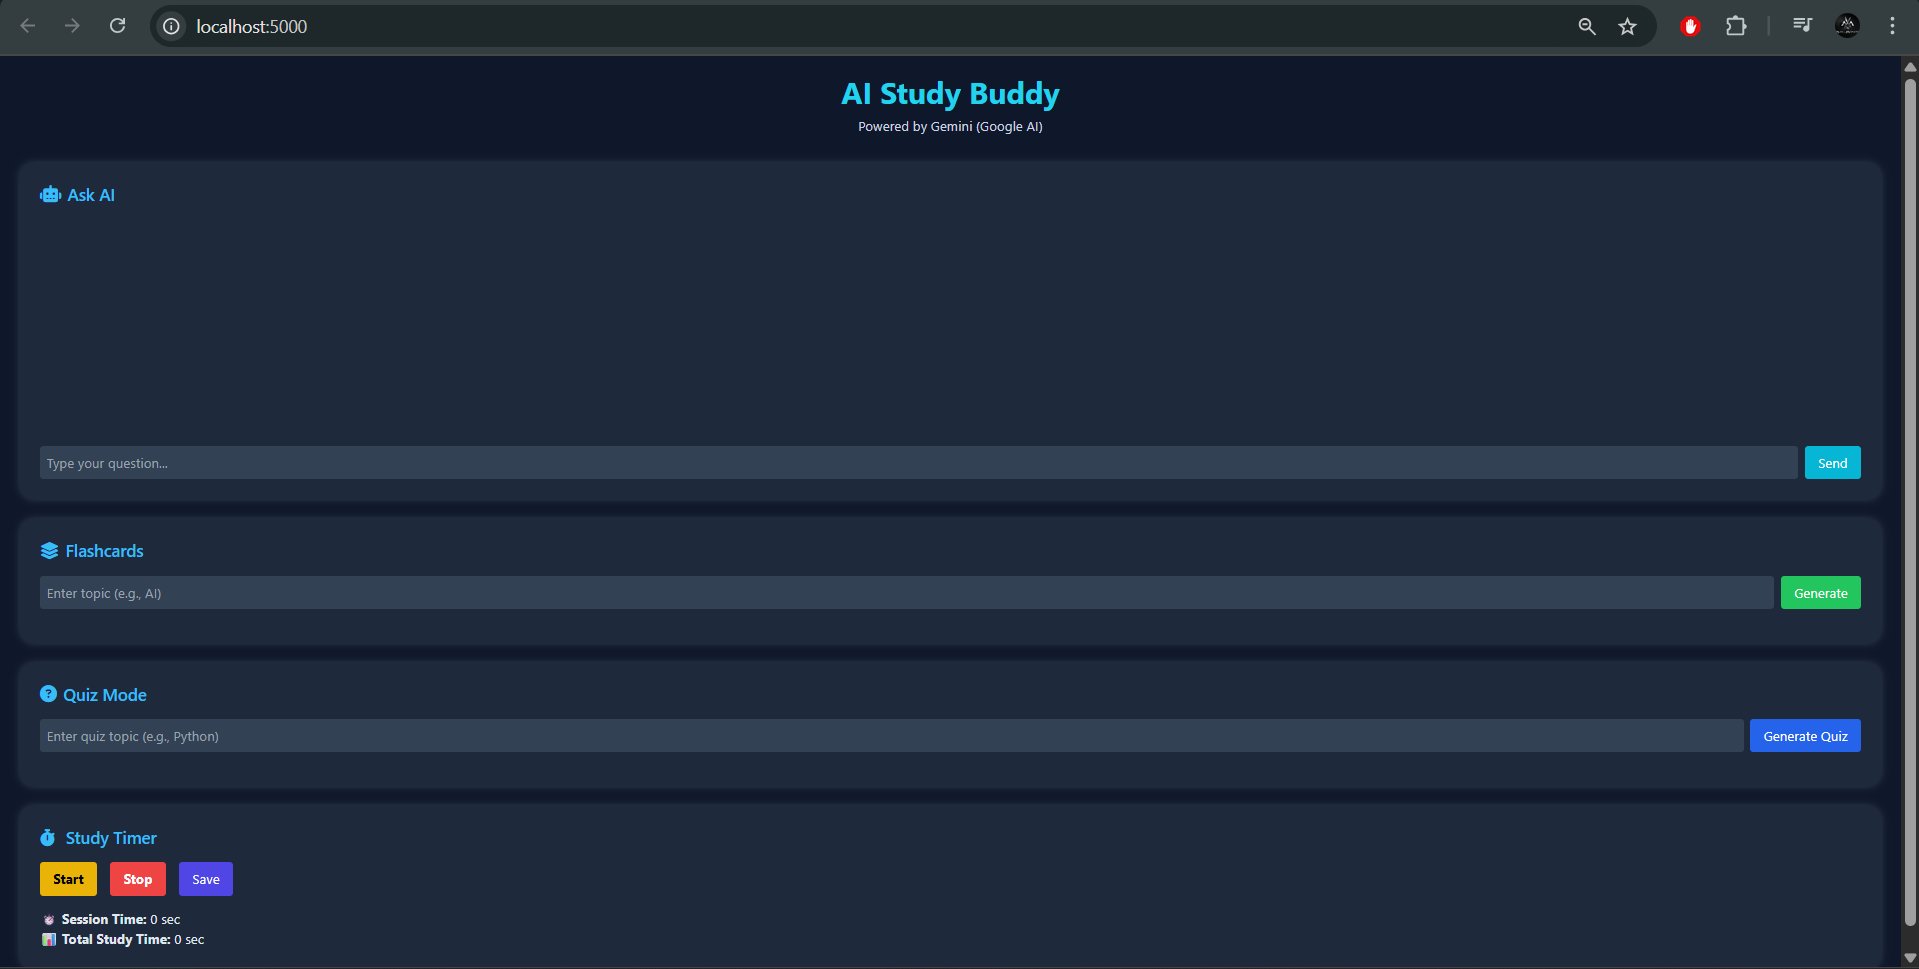 localhost:5000
AI Study Buddy
Powered by Gemini (Google AI)
Ask AI
Type your question...
Send
Flashcards
Enter topic (e.g., AI)
Generate
Quiz Mode
Enter quiz topic (e.g., Python)
Generate Quiz
Study Timer
Start Stop Save
Session Time: 0 sec
Total Study Time: 0 sec